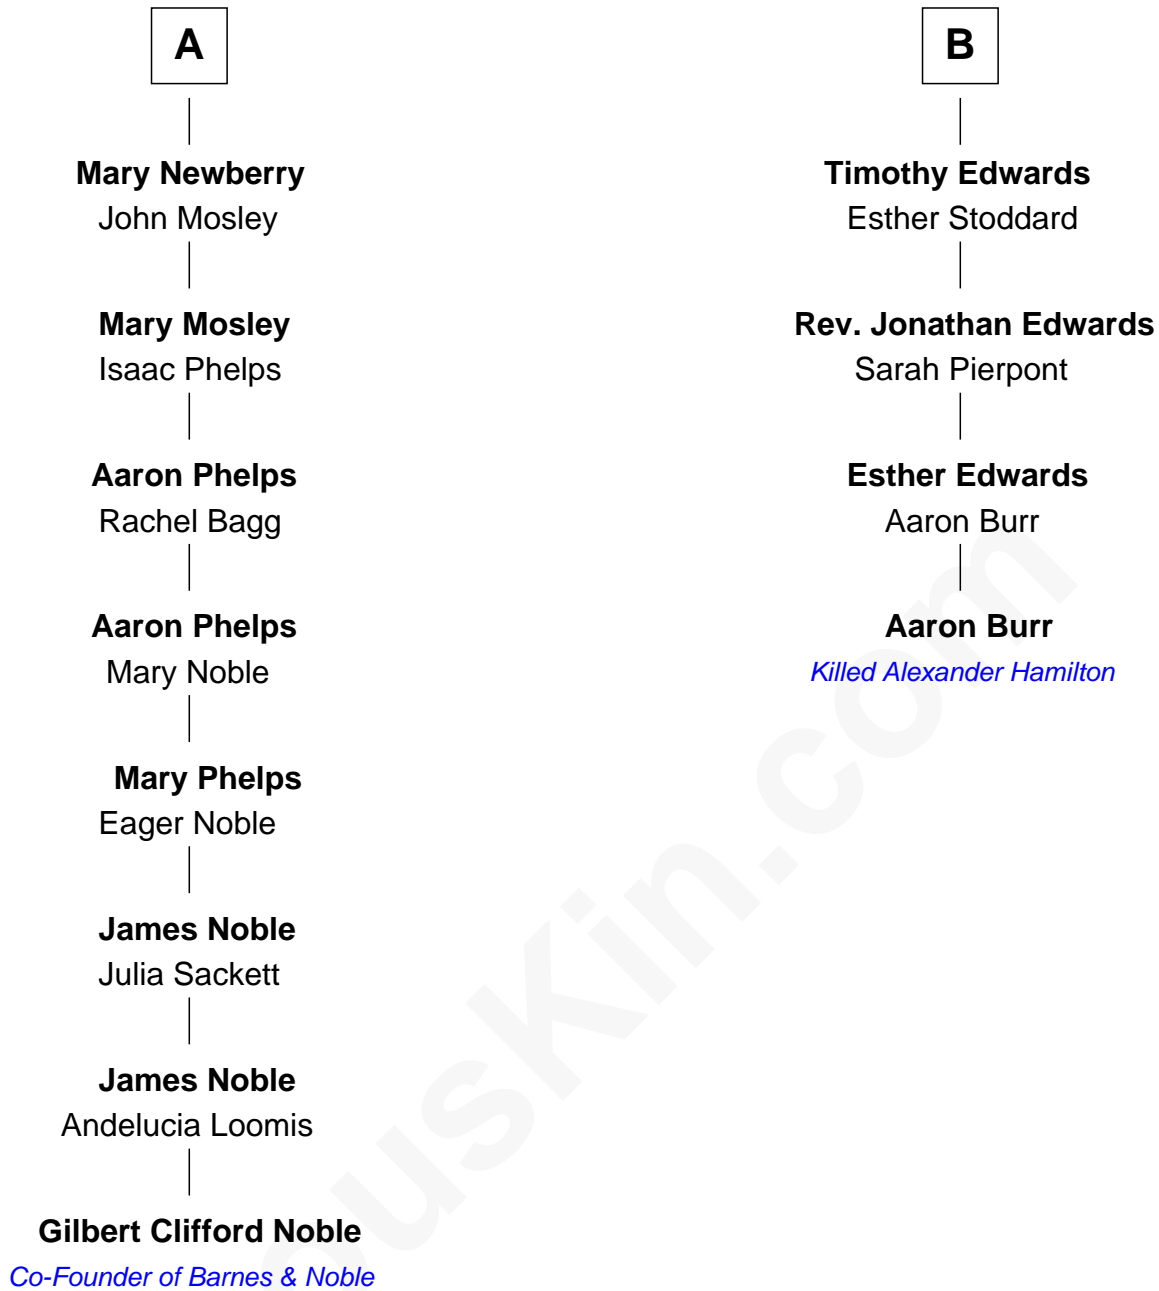 A
Mary Newberry
John Mosley
Mary Mosley
Isaac Phelps
Aaron Phelps
Rachel Bagg
Aaron Phelps
Mary Noble
Mary Phelps
Eager Noble
James Noble
Julia Sackett
James Noble
Andelucia Loomis
Gilbert Clifford Noble
Co-Founder of Barnes & Noble
B
Timothy Edwards
Esther Stoddard
Rev. Jonathan Edwards
Sarah Pierpont
Esther Edwards
Aaron Burr
Aaron Burr
Killed Alexander Hamilton
ousKin.com